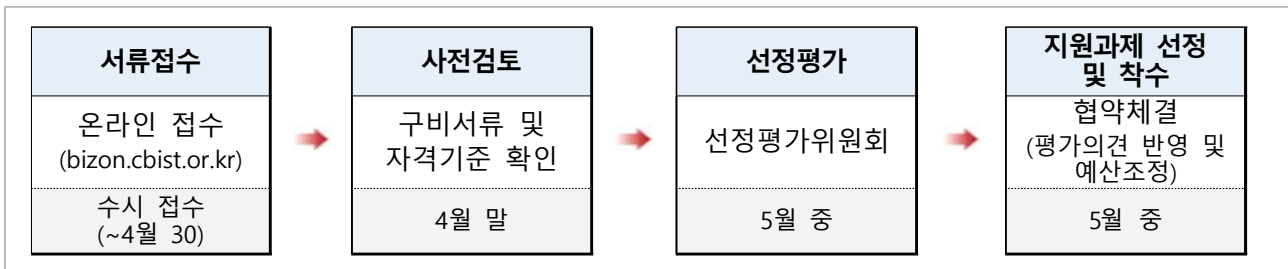 서류접수
온라인 접수
(bizon.cbist.or.kr)
수시 접수
(~4월 30)
사전검토
구비서류 및
자격기준 확인
4월 말
선정평가
선정평가위원회
5월 중
지원과제 선정
및 착수
협약체결
(평가의견 반영 및
예산조정)
5월 중